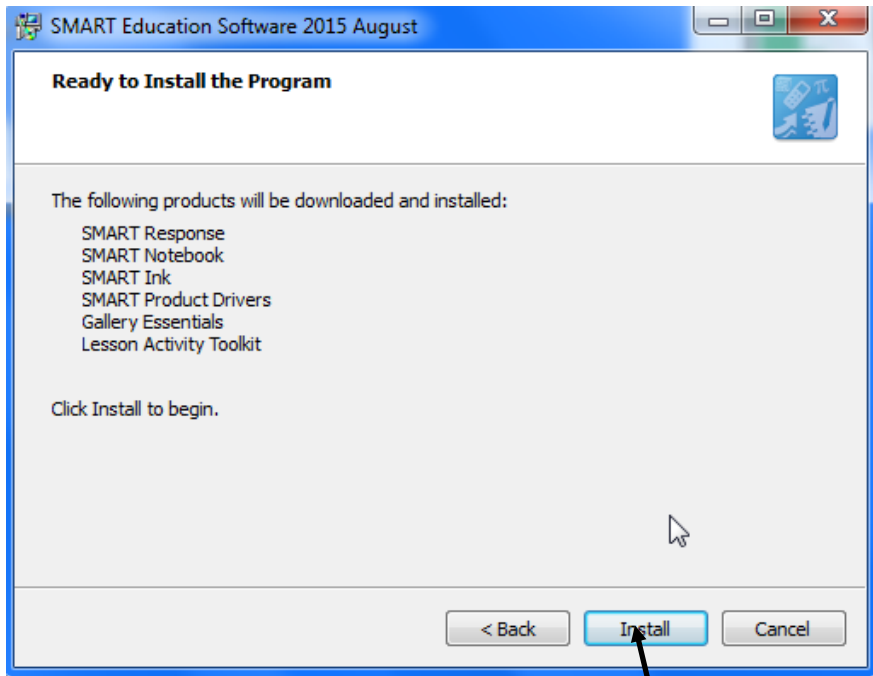 SMART Education Software 2015 August
Ready to Install the Program
The following products will be downloaded and installed:
SMART Response
SMART Notebook
SMART Ink
SMART Product Drivers
Gallery Essentials
Lesson Activity Toolkit
Click Install to begin.
< Back Install Cancel